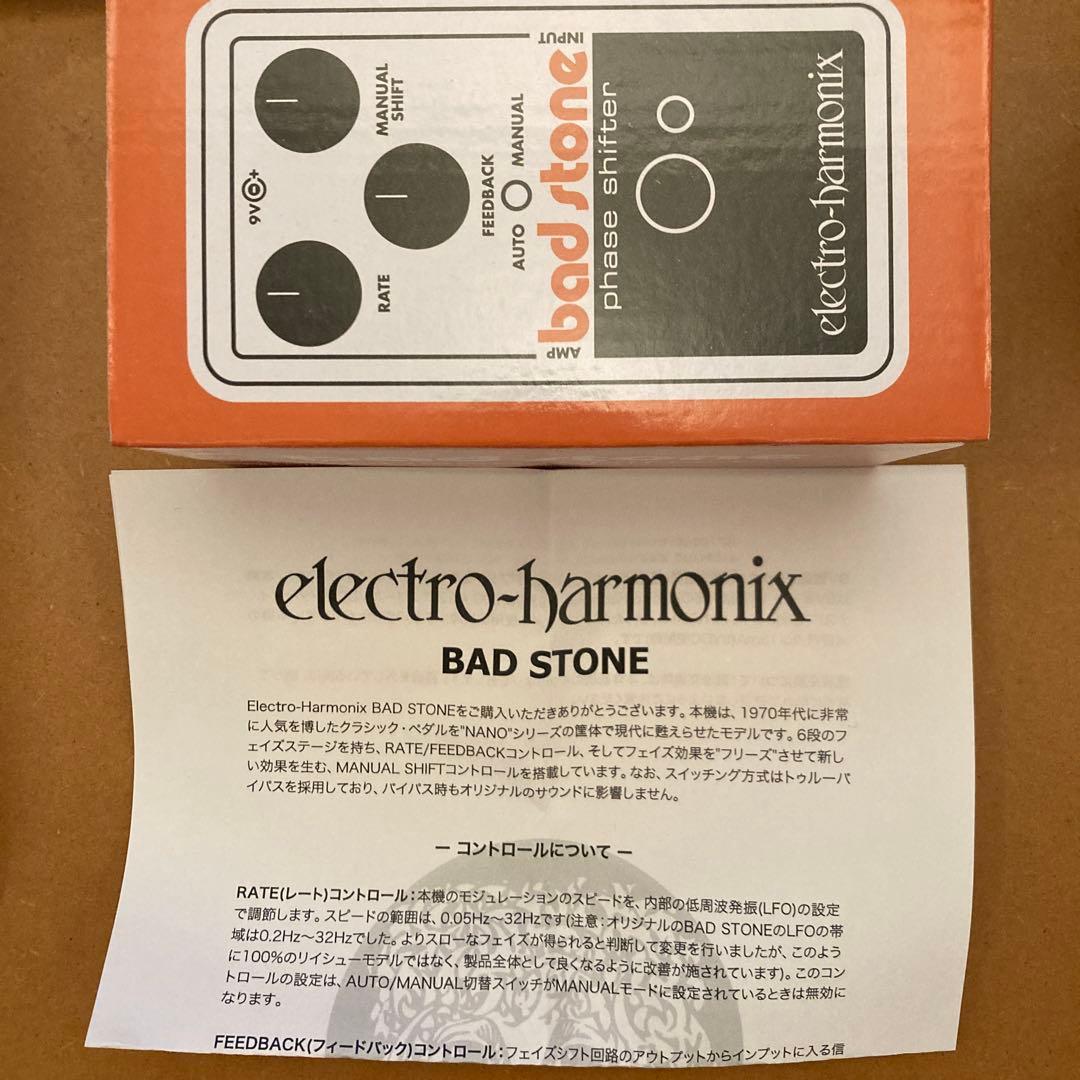 9V
MANUAL
SHIFT
RATE
FEEDBACK
AUTO
MANUAL
AMP
INPUT
bad stone
phase shifter
electro-harmonix
electro-harmonix
BAD STONE
Electro-Harmonix BAD STONEをご購入いただきありがとうございます。本機は、1970年代に非常
に人気を博したクラシック・ペダルを"NANO"シリーズの筐体で現代に甦えらせたモデルです。6段のフ
ェイズステージを持ち、RATE/FEEDBACKコントロール、そしてフェイズ効果を"フリーズ"させて新し
い効果を生む、MANUAL SHIFTコントロールを搭載しています。なお、スイッチング方式はトゥルーバ
イパスを採用しており、バイパス時もオリジナルのサウンドに影響しません。
ー コントロールについて ー
RATE(レート)コントロール：本機のモジュレーションのスピードを、内部の低周波発振(LFO)の設定
で調節します。スピードの範囲は、0.05Hz〜32Hzです(注意：オリジナルのBAD STONEのLFOの帯
域は0.2Hz〜32Hzでした。よりスローなフェイズが得られると判断して変更を行いましたが、このよう
に100%のリイシューモデルではなく、製品全体として良くなるように改善が施されています)。このコン
トロールの設定は、AUTO/MANUAL切替スイッチがMANUALモードに設定されているときは無効に
なります。
FEEDBACK(フィードバック)コントロール：フェイズシフト回路のアウトプットからインプットに入る信